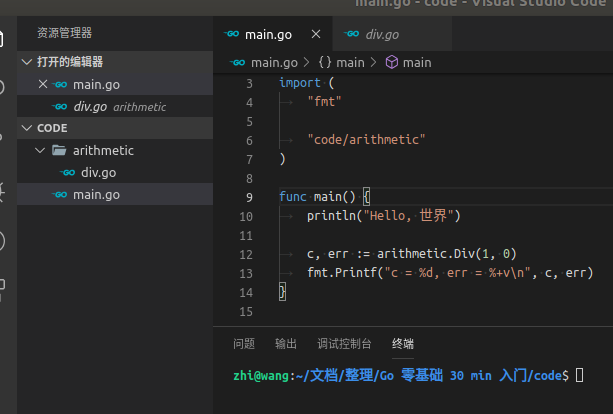 main.go - code - Visual Studio Code
资源管理器
打开的编辑器
main.go
div.go arithmetic
CODE
arithmetic
div.go
main.go
main.go
div.go
main.go > {} main > main
3 import (
4 "fmt"
5
6 "code/arithmetic"
7 )
8
9 func main() {
10 println("Hello, 世界")
11
12 c, err := arithmetic.Div(1, 0)
13 fmt.Printf("c = %d, err = %+v\n", c, err)
14 }
15
问题 输出 调试控制台 终端
zhi@wang:~/文档/整理/Go 零基础 30 min 入门/code$